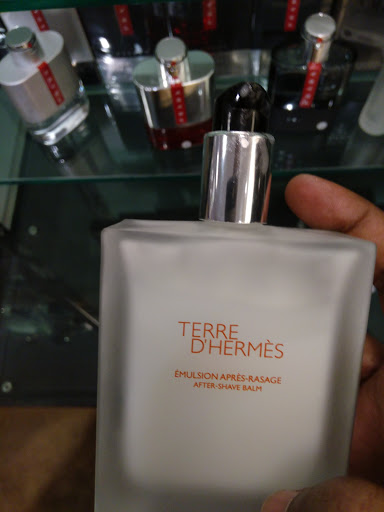 TERRE
D'HERMÈS
ÉMULSION APRÈS-RASAGE
AFTER-SHAVE BALM